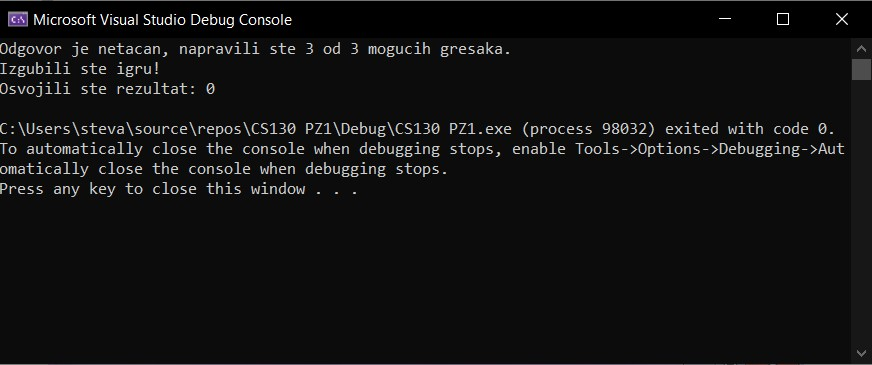 Microsoft Visual Studio Debug Console
Odgovor je netacan, napravili ste 3 od 3 mogucih gresaka.
Izgubili ste igru!
Osvojili ste rezultat: 0
C:\Users\steva\source\repos\CS130 PZ1\Debug\CS130 PZ1.exe (process 98032) exited with code 0.
To automatically close the console when debugging stops, enable Tools->Options->Debugging->Aut
omatically close the console when debugging stops.
Press any key to close this window . . .